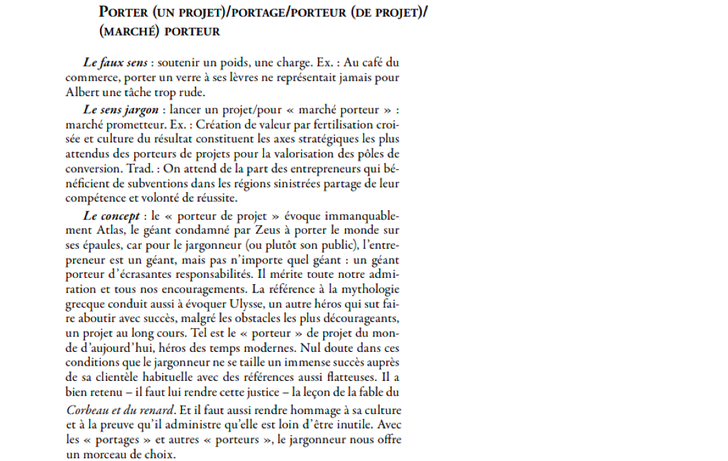 PORTER (UN PROJET)/PORTAGE/PORTEUR (DE PROJET)/
(MARCHÉ) PORTEUR
Le faux sens : soutenir un poids, une charge. Ex. : Au café du
commerce, porter un verre à ses lèvres ne représentait jamais pour
Albert une tâche trop rude.
Le sens jargon : lancer un projet/pour « marché porteur » :
marché prometteur. Ex. : Création de valeur par fertilisation croi-
sée et culture du résultat constituent les axes stratégiques les plus
attendus des porteurs de projets pour la valorisation des pôles de
conversion. Trad. : On attend de la part des entrepreneurs qui bé-
néficient de subventions dans les régions sinistrées partage de leur
compétence et volonté de réussite.
Le concept : le « porteur de projet » évoque immanquable-
ment Atlas, le géant condamné par Zeus à porter le monde sur
ses épaules, car pour le jargonneur (ou plutôt son public), l'entre-
preneur est un géant, mais pas n'importe quel géant : un géant
porteur d'écrasantes responsabilités. Il mérite toute notre admi-
ration et tous nos encouragements. La référence à la mythologie
grecque conduit aussi à évoquer Ulysse, un autre héros qui sut fai-
re aboutir avec succès, malgré les obstacles les plus décourageants,
un projet au long cours. Tel est le « porteur » de projet du mon-
de d'aujourd'hui, héros des temps modernes. Nul doute dans ces
conditions que le jargonneur ne se taille un immense succès auprès
de sa clientèle habituelle avec des références aussi flatteuses. Il a
bien retenu – il faut lui rendre cette justice – la leçon de la fable du
Corbeau et du renard. Et il faut aussi rendre hommage à sa culture
et à la preuve qu'il administre qu'elle est loin d'être inutile. Avec
les « portages » et autres « porteurs », le jargonneur nous offre
un morceau de choix.